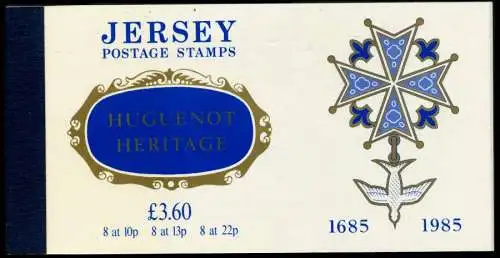 JERSEY
POSTAGE STAMPS
HUGUENOT
HERITAGE
£3.60
8 at 10p 8 at 13p 8 at 22p
1685 1985